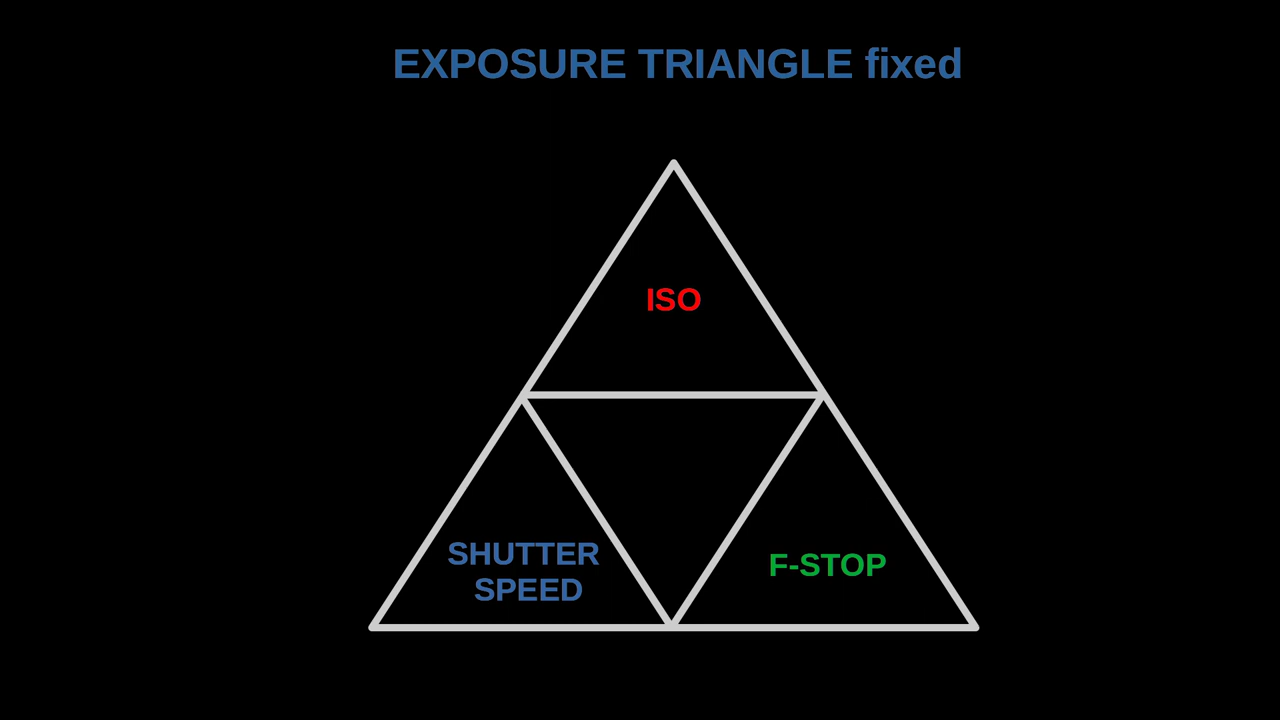 EXPOSURE TRIANGLE fixed
ISO
SHUTTER
SPEED
F-STOP